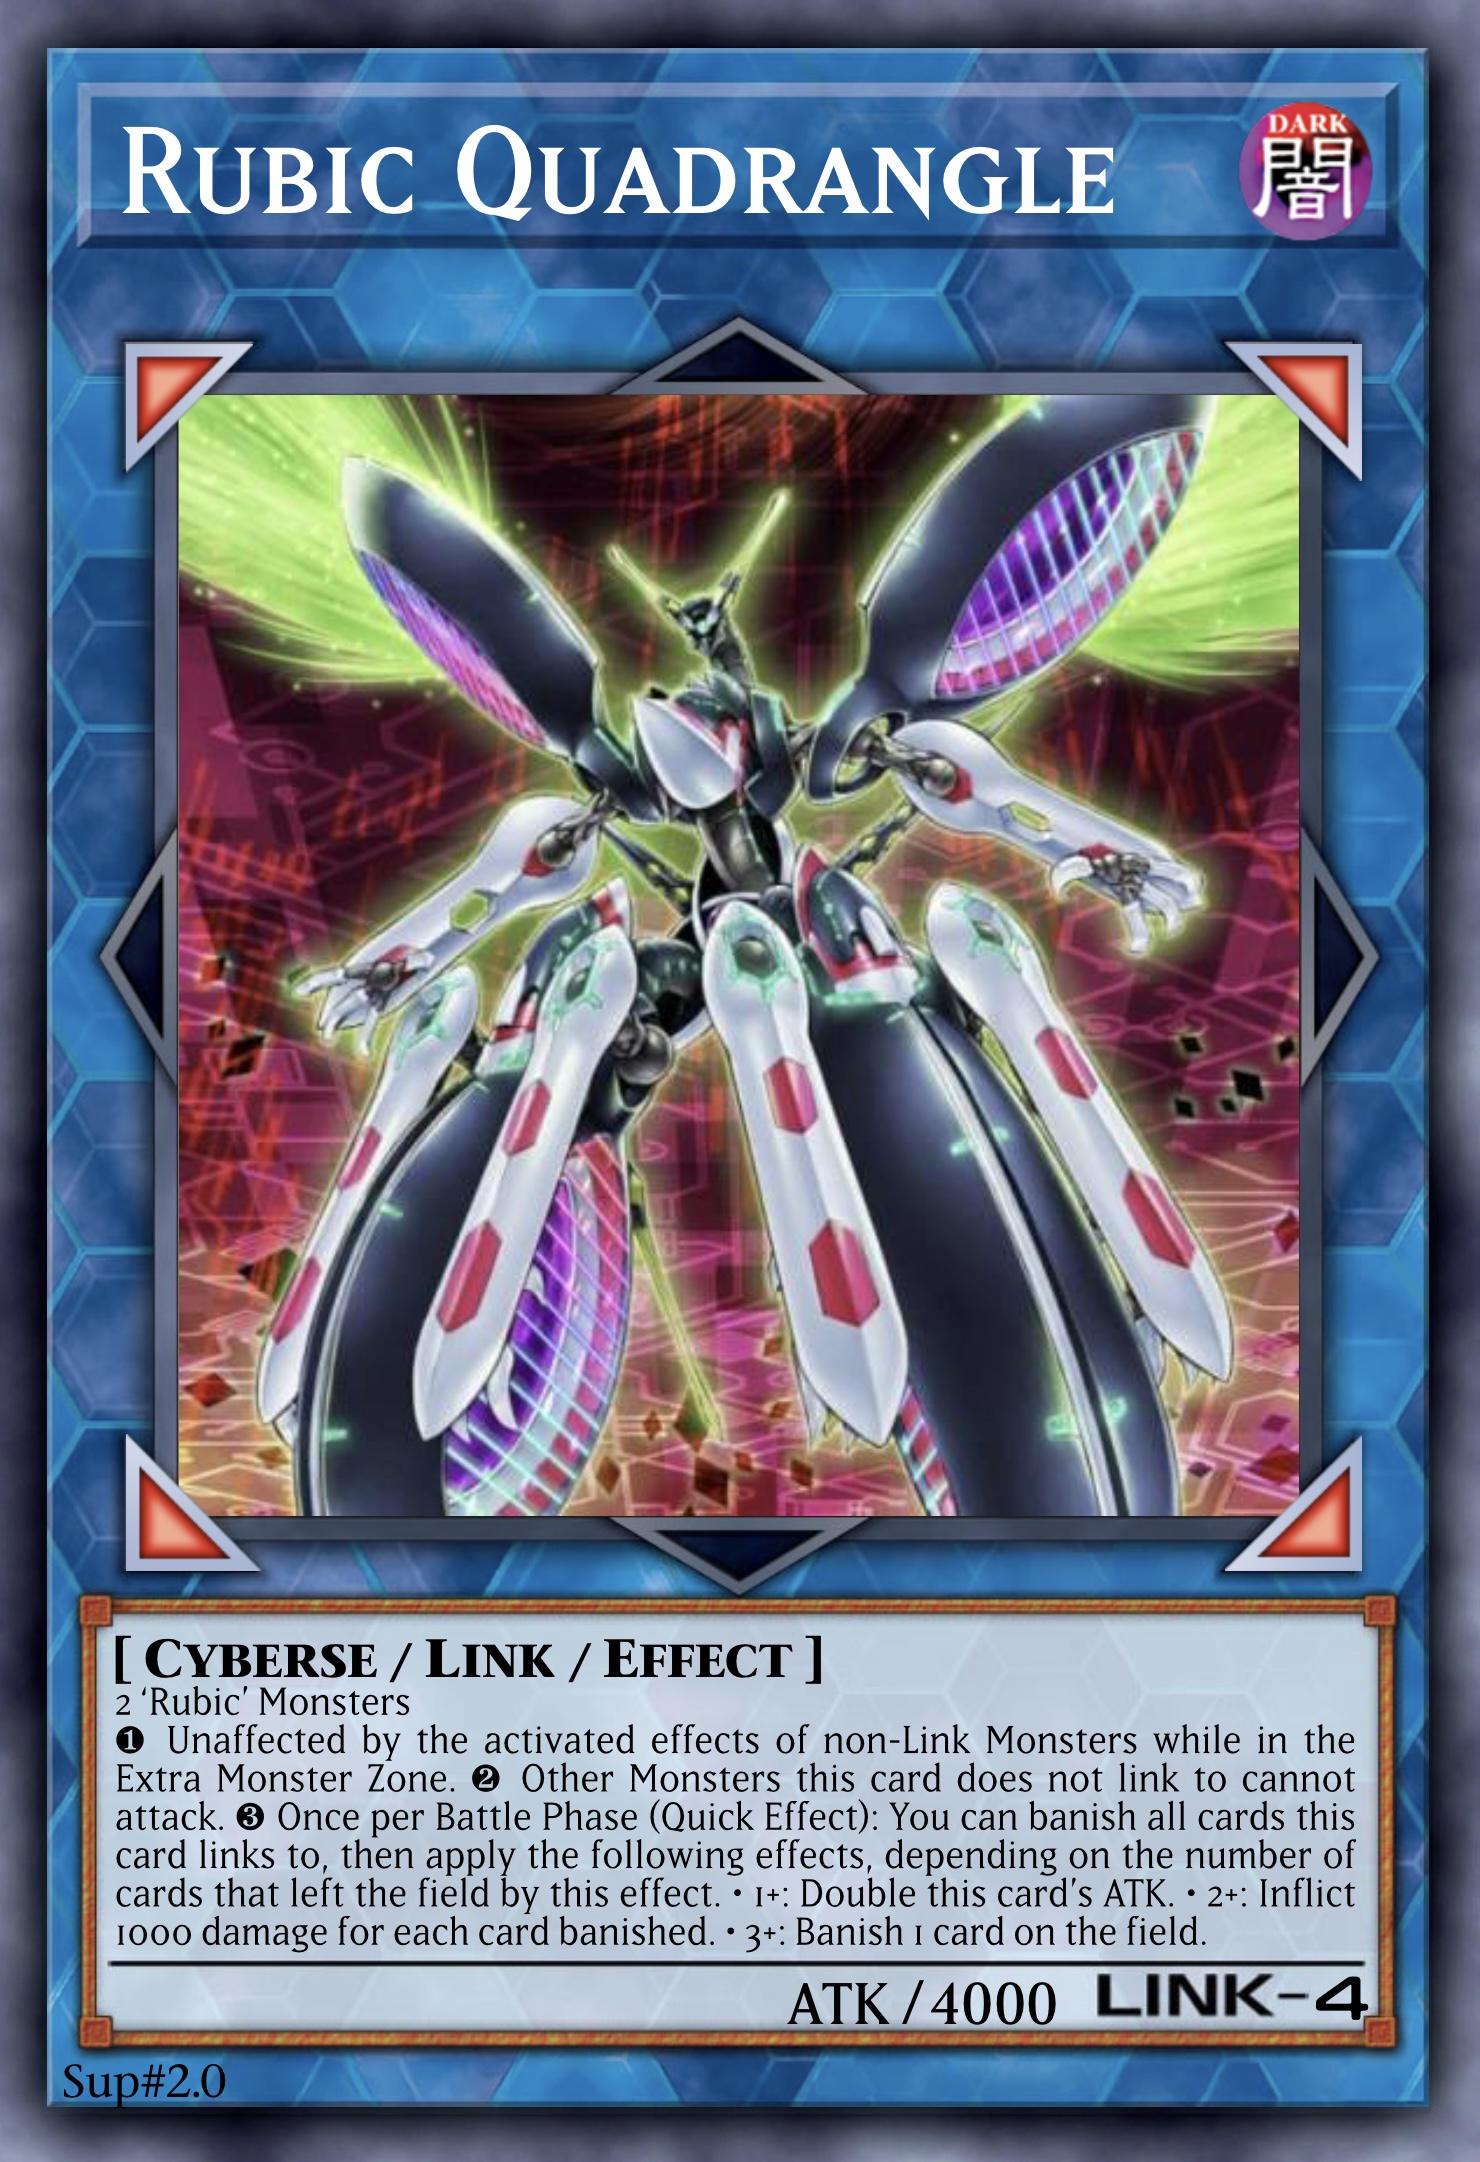 Rubic Quadrangle
DARK
闇
[ Cyberse / Link / Effect ]
2 ‘Rubic’ Monsters
❶ Unaffected by the activated effects of non-Link Monsters while in the
Extra Monster Zone. ❷ Other Monsters this card does not link to cannot
attack. ❸ Once per Battle Phase (Quick Effect): You can banish all cards this
card links to, then apply the following effects, depending on the number of
cards that left the field by this effect. • 1+: Double this card's ATK. • 2+: Inflict
1000 damage for each card banished. • 3+: Banish 1 card on the field.
ATK / 4000 LINK-4
Sup#2.0